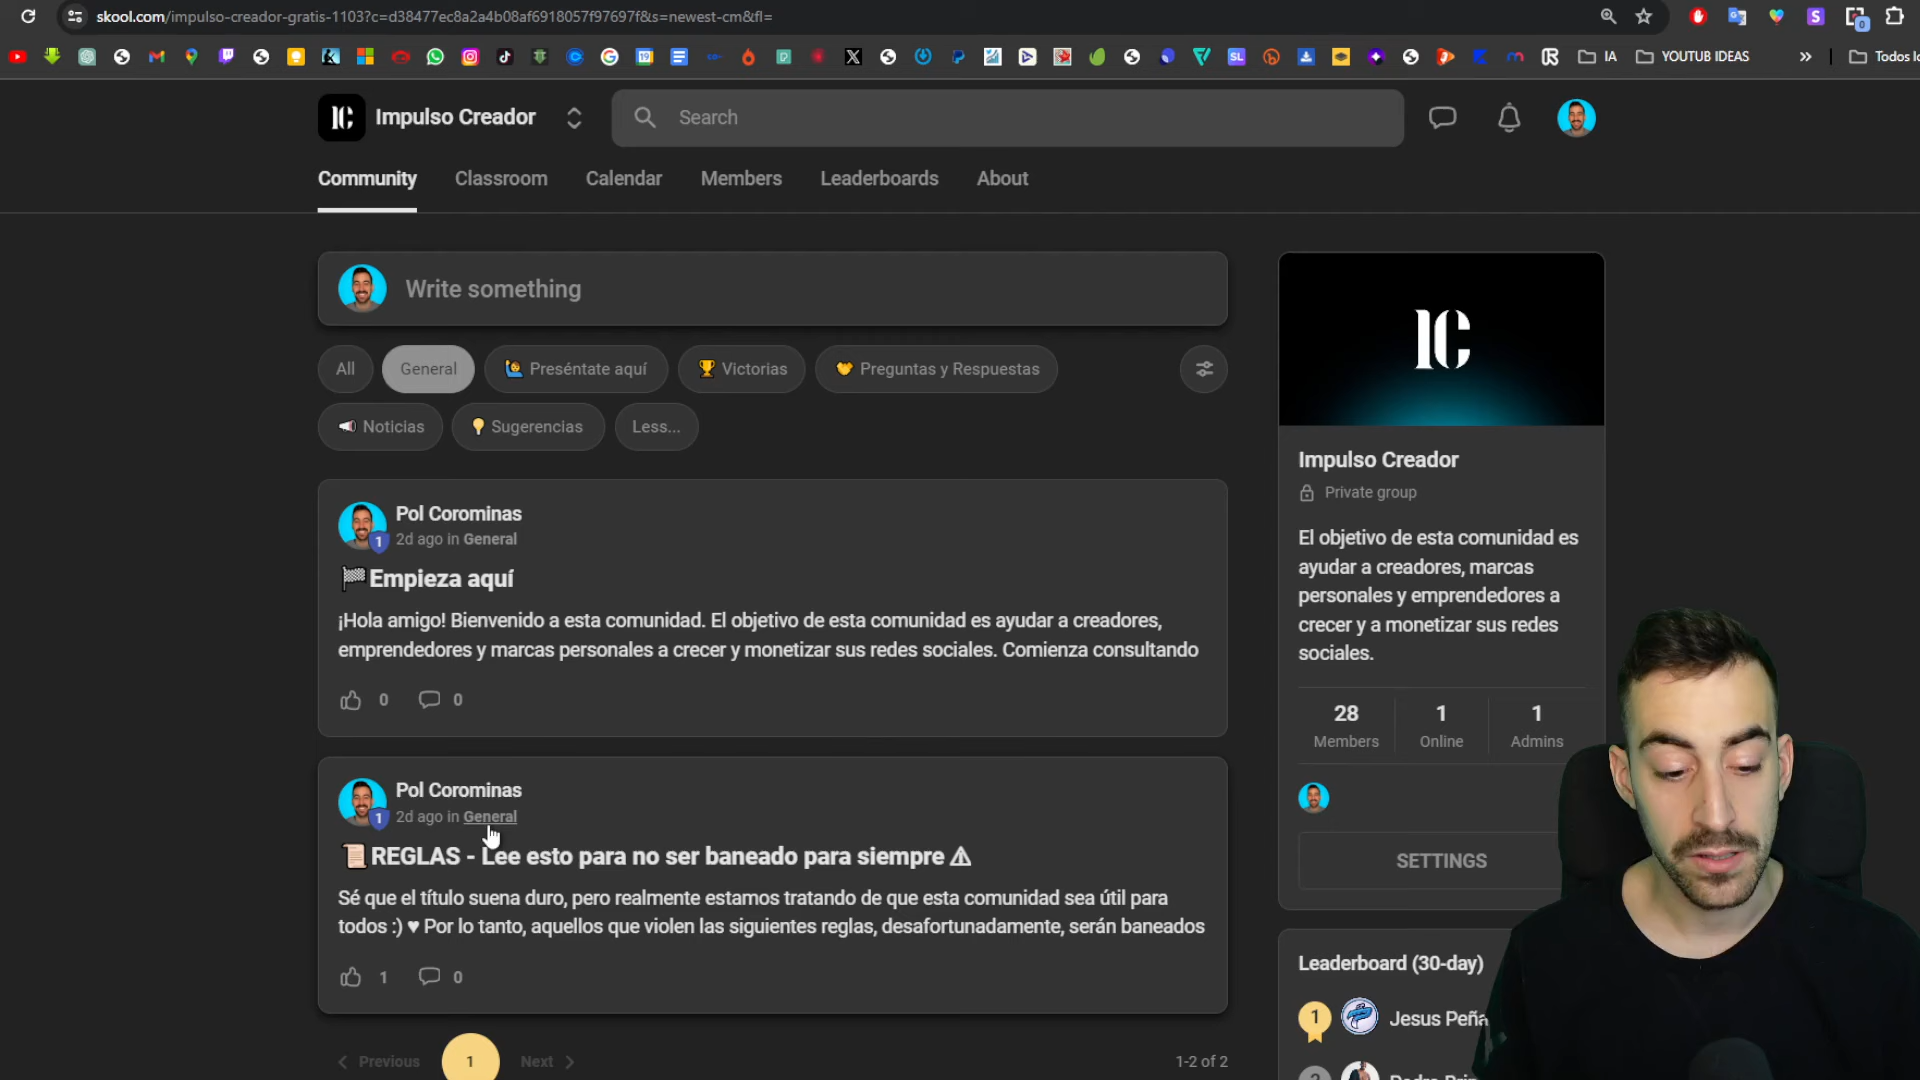 skool.com/impulso-creador-gratis-1103?c=d38477ec8a2a4b08af6918057f97697f&s=newest-cm&fl=
IA
YOUTUB IDEAS
Todos
IC
Impulso Creador
Search
Community
Classroom
Calendar
Members
Leaderboards
About
Write something
All
General
Preséntate aquí
Victorias
Preguntas y Respuestas
Noticias
Sugerencias
Less...
Pol Corominas
1
2d ago in General
Empieza aquí
¡Hola amigo! Bienvenido a esta comunidad. El objetivo de esta comunidad es ayudar a creadores,
emprendedores y marcas personales a crecer y monetizar sus redes sociales. Comienza consultando
0
0
Pol Corominas
1
2d ago in General
REGLAS - Lee esto para no ser baneado para siempre ⚠
Sé que el título suena duro, pero realmente estamos tratando de que esta comunidad sea útil para
todos :) ♥ Por lo tanto, aquellos que violen las siguientes reglas, desafortunadamente, serán baneados
1
0
Previous
1
Next
1-2 of 2
IC
Impulso Creador
Private group
El objetivo de esta comunidad es
ayudar a creadores, marcas
personales y emprendedores a
crecer y a monetizar sus redes
sociales.
28
Members
1
Online
1
Admins
SETTINGS
Leaderboard (30-day)
1
Jesus Peña
2